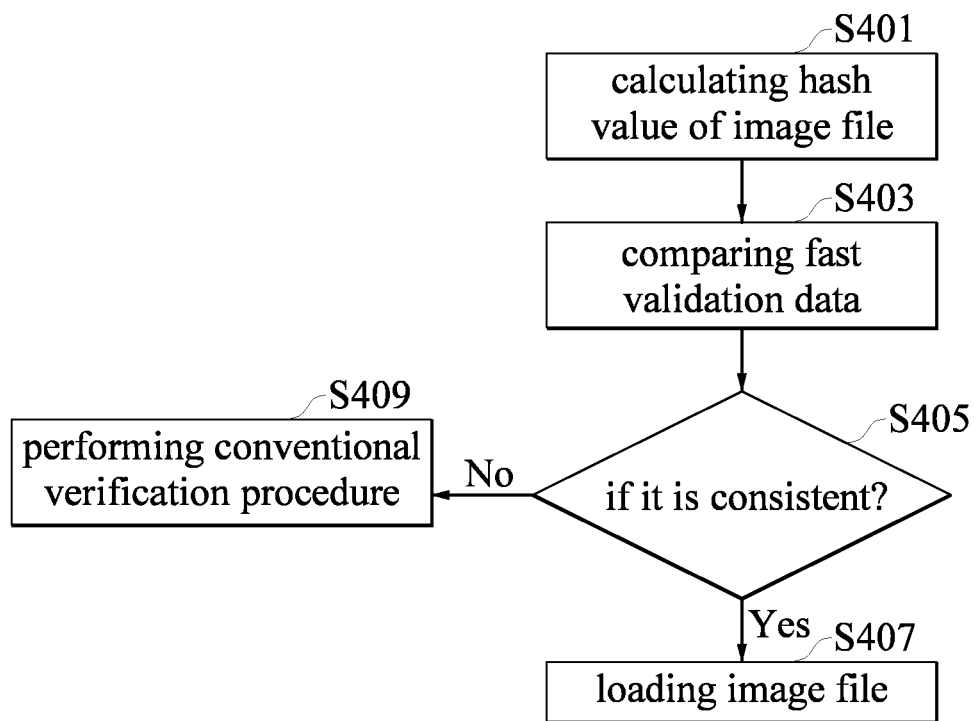 S401
calculating hash
value of image file
S403
comparing fast
validation data
S405
if it is consistent?
No
S409
performing conventional
verification procedure
Yes
S407
loading image file